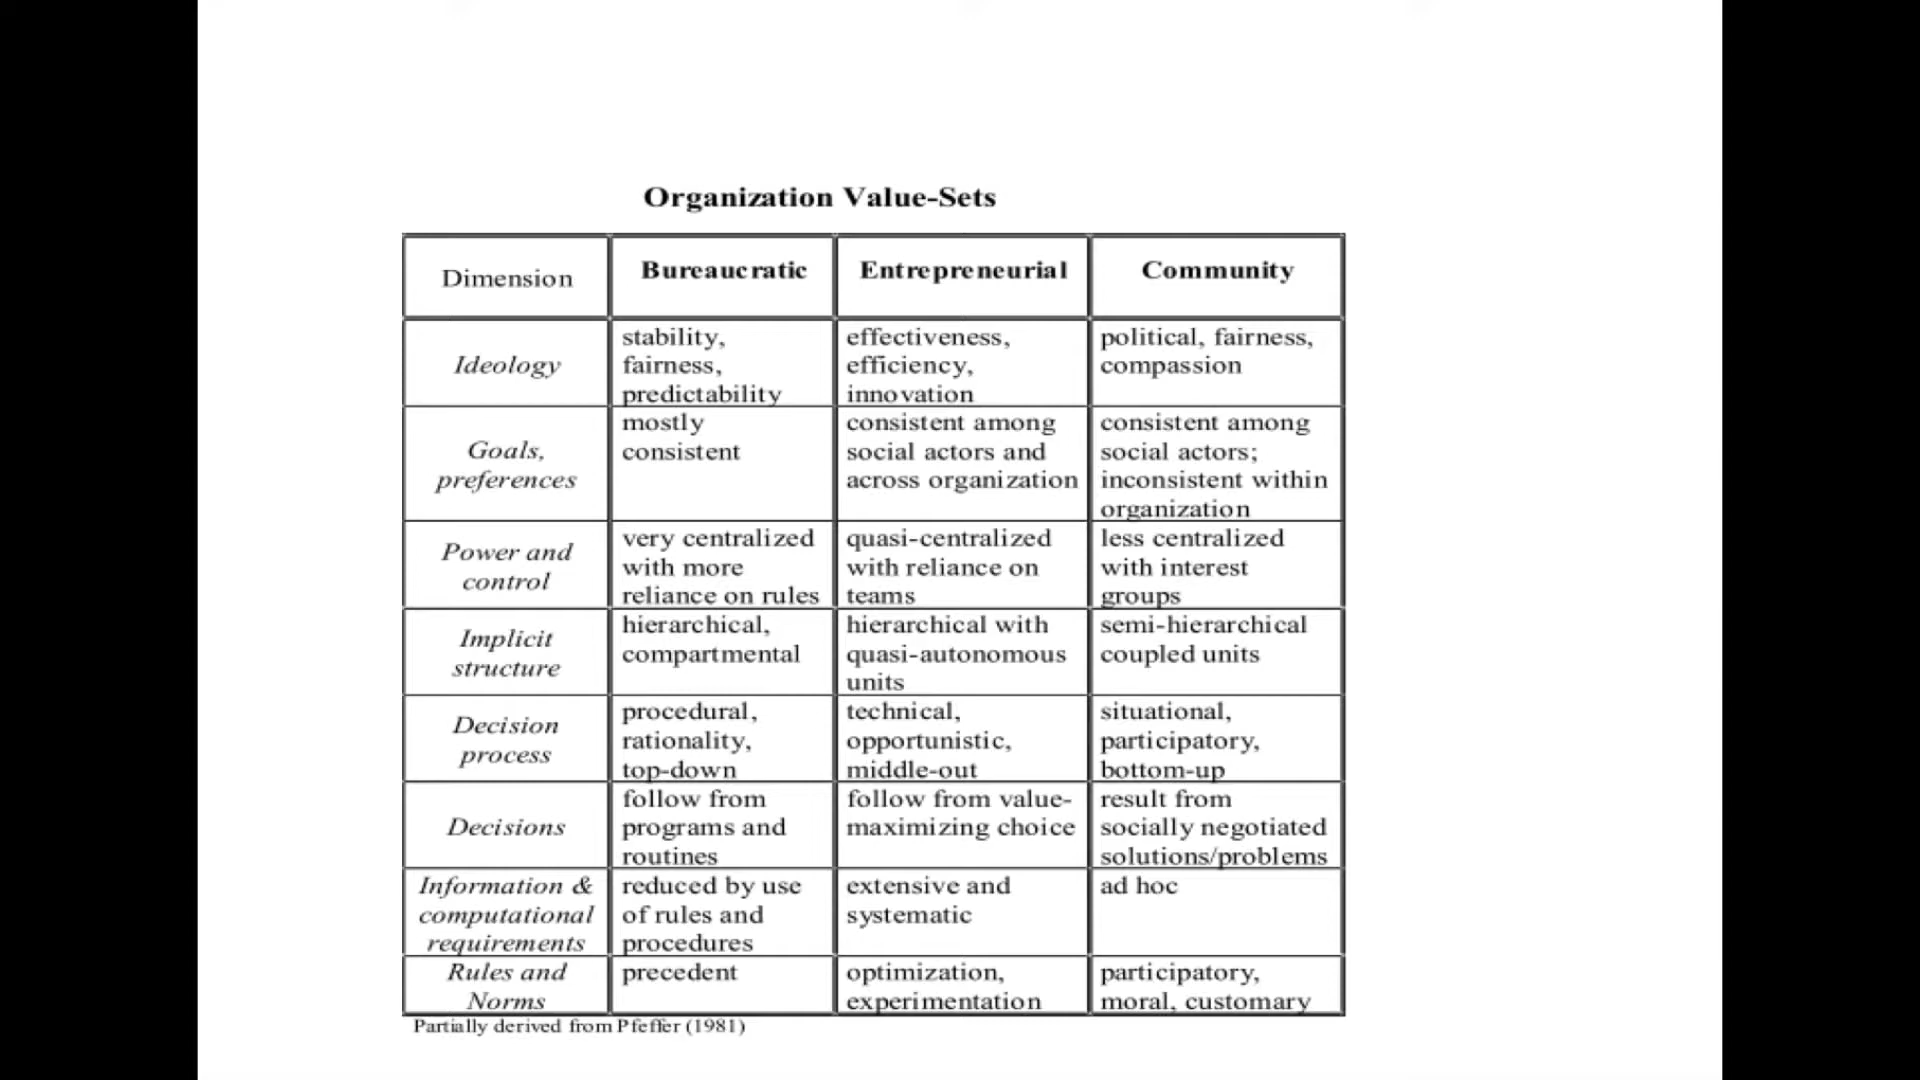 Organization Value-Sets
Dimension
Bureaucratic
Entrepreneurial
Community
Ideology
stability,
fairness,
predictability
effectiveness,
efficiency,
innovation
political, fairness,
compassion
Goals,
preferences
mostly
consistent
consistent among
social actors and
across organization
consistent among
social actors;
inconsistent within
organization
Power and
control
very centralized
with more
reliance on rules
quasi-centralized
with reliance on
teams
less centralized
with interest
groups
Implicit
structure
hierarchical,
compartmental
hierarchical with
quasi-autonomous
units
semi-hierarchical
coupled units
Decision
process
procedural,
rationality,
top-down
technical,
opportunistic,
middle-out
situational,
participatory,
bottom-up
Decisions
follow from
programs and
routines
follow from value-
maximizing choice
result from
socially negotiated
solutions/problems
Information &
computational
requirements
reduced by use
of rules and
procedures
extensive and
systematic
ad hoc
Rules and
Norms
precedent
optimization,
experimentation
participatory,
moral, customary
Partially derived from Pfeffer (1981)